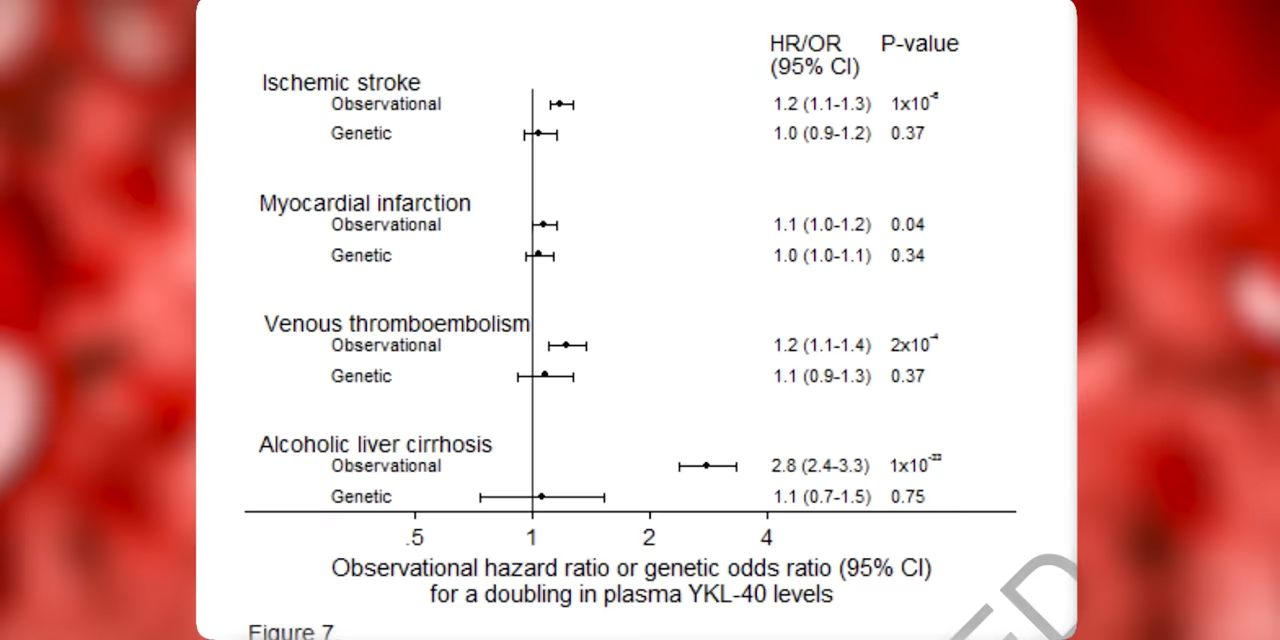 HR/OR P-value
(95% CI)
Ischemic stroke
Observational 1.2 (1.1-1.3)
Genetic 1.0 (0.9-1.2) 0.37
Myocardial infarction
Observational 1.1 (1.0-1.2) 0.04
Genetic 1.0 (1.0-1.1) 0.34
Venous thromboembolism
Observational 1.2 (1.1-1.4) 2x10⁻⁴
Genetic 1.1 (0.9-1.3) 0.37
Alcoholic liver cirrhosis
Observational 2.8 (2.4-3.3)
Genetic 1.1 (0.7-1.5) 0.75
.5 1 2 4
Observational hazard ratio or genetic odds ratio (95% CI)
for a doubling in plasma YKL-40 levels
Figure 7